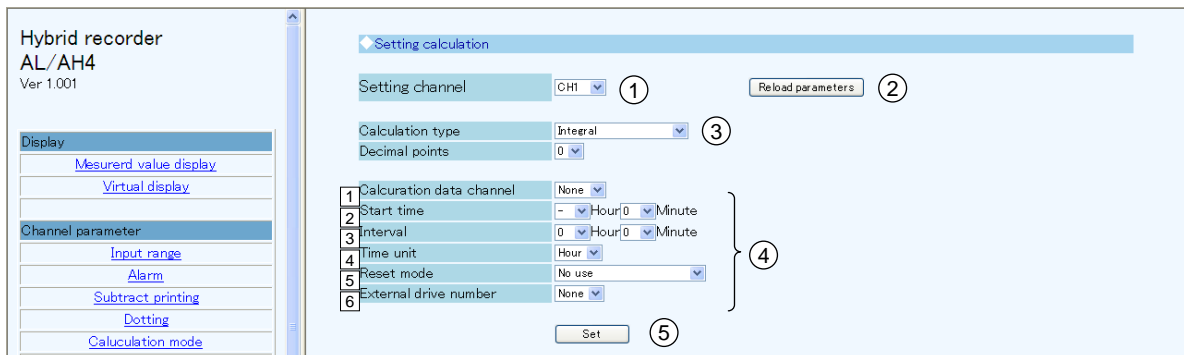 Hybrid recorder
AL/AH4
Ver 1.001
Display
Mesurerd value display
Virtual display
Channel parameter
Input range
Alarm
Subtract printing
Dotting
Caluculation mode
Setting calculation
Setting channel CH1 1 Reload parameters 2
Calculation type Integral 3
Decimal points 0
1 Calcuration data channel None
2 Start time - Hour 0 Minute
3 Interval 0 Hour 0 Minute
4 Time unit Hour
5 Reset mode No use
6 External drive number None
4
Set 5